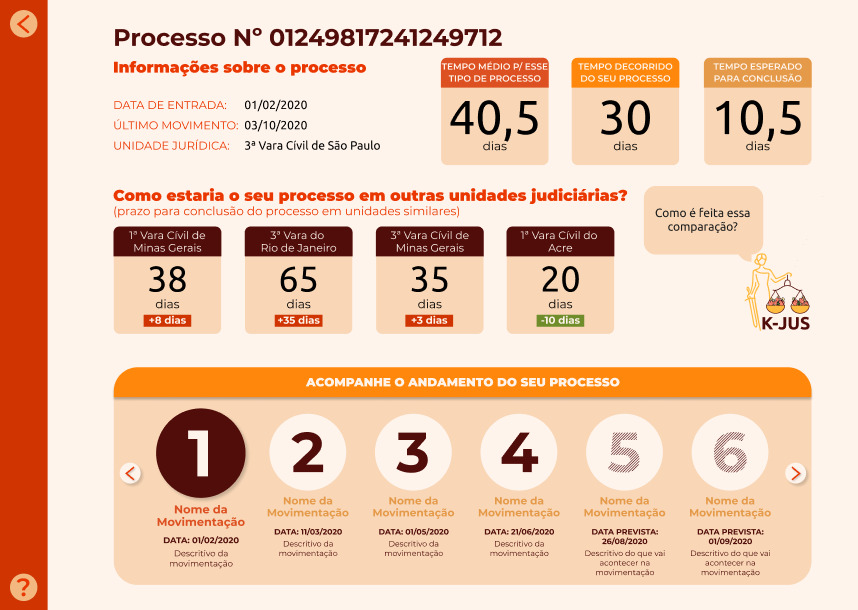 Processo Nº 01249817241249712
Informações sobre o processo
DATA DE ENTRADA: 01/02/2020
ÚLTIMO MOVIMENTO: 03/10/2020
UNIDADE JURÍDICA: 3ª Vara Cívil de São Paulo
TEMPO MÉDIO P/ ESSE
TIPO DE PROCESSO
40,5
dias
TEMPO DECORRIDO
DO SEU PROCESSO
30
dias
TEMPO ESPERADO
PARA CONCLUSÃO
10,5
dias
Como estaria o seu processo em outras unidades judiciárias?
(prazo para conclusão do processo em unidades similares)
1ª Vara Cívil de
Minas Gerais
38
dias
+8 dias
3ª Vara do
Rio de Janeiro
65
dias
+35 dias
3ª Vara Cívil de
Minas Gerais
35
dias
+3 dias
1ª Vara Cívil do
Acre
20
dias
-10 dias
Como é feita essa
comparação?
K-JUS
ACOMPANHE O ANDAMENTO DO SEU PROCESSO
1
Nome da
Movimentação
DATA: 01/02/2020
Descritivo da
movimentação
2
Nome da
Movimentação
DATA: 11/03/2020
Descritivo da
movimentação
3
Nome da
Movimentação
DATA: 01/05/2020
Descritivo da
movimentação
4
Nome da
Movimentação
DATA: 21/06/2020
Descritivo da
movimentação
5
Nome da
Movimentação
DATA PREVISTA:
26/08/2020
Descritivo do que vai
acontecer na
movimentação
6
Nome da
Movimentação
DATA PREVISTA:
01/09/2020
Descritivo do que vai
acontecer na
movimentação
?